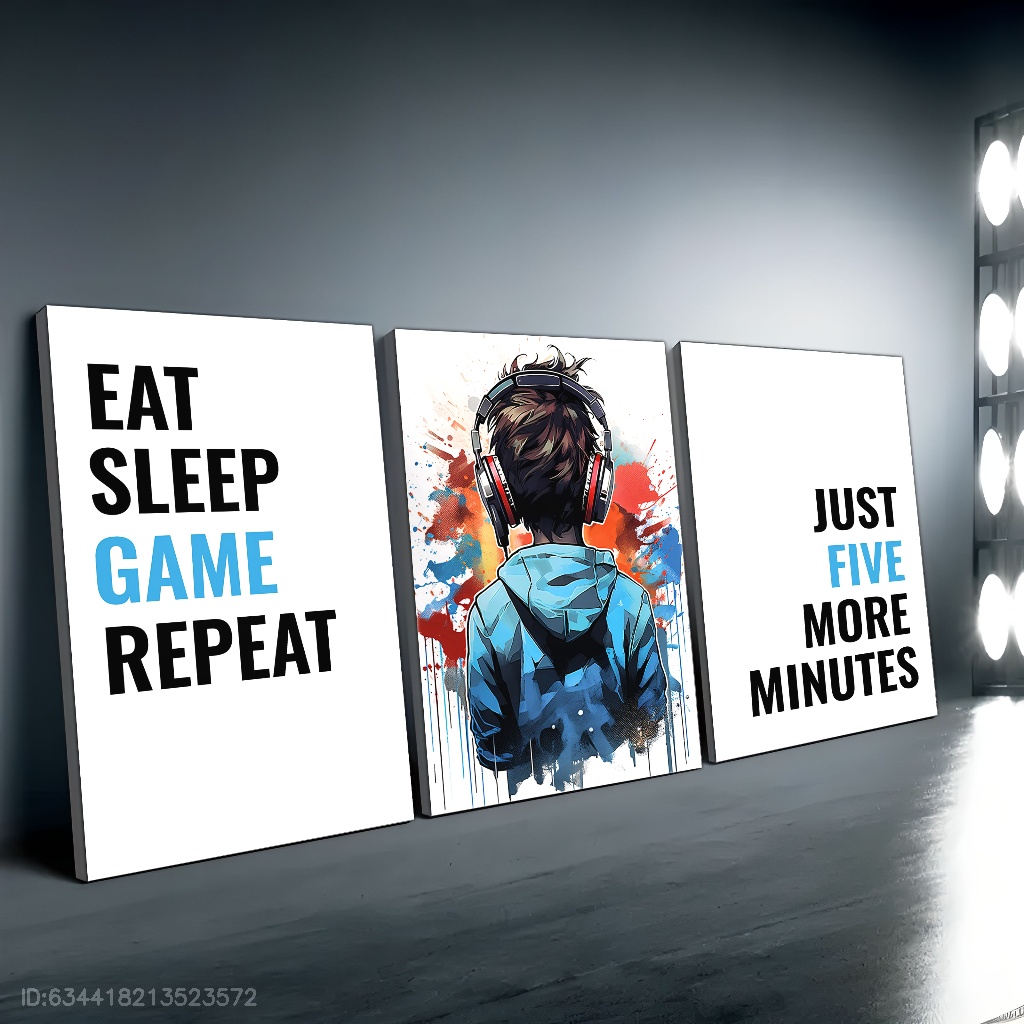 EAT
SLEEP
GAME
REPEAT
JUST
FIVE
MORE
MINUTES
ID:634418213523572